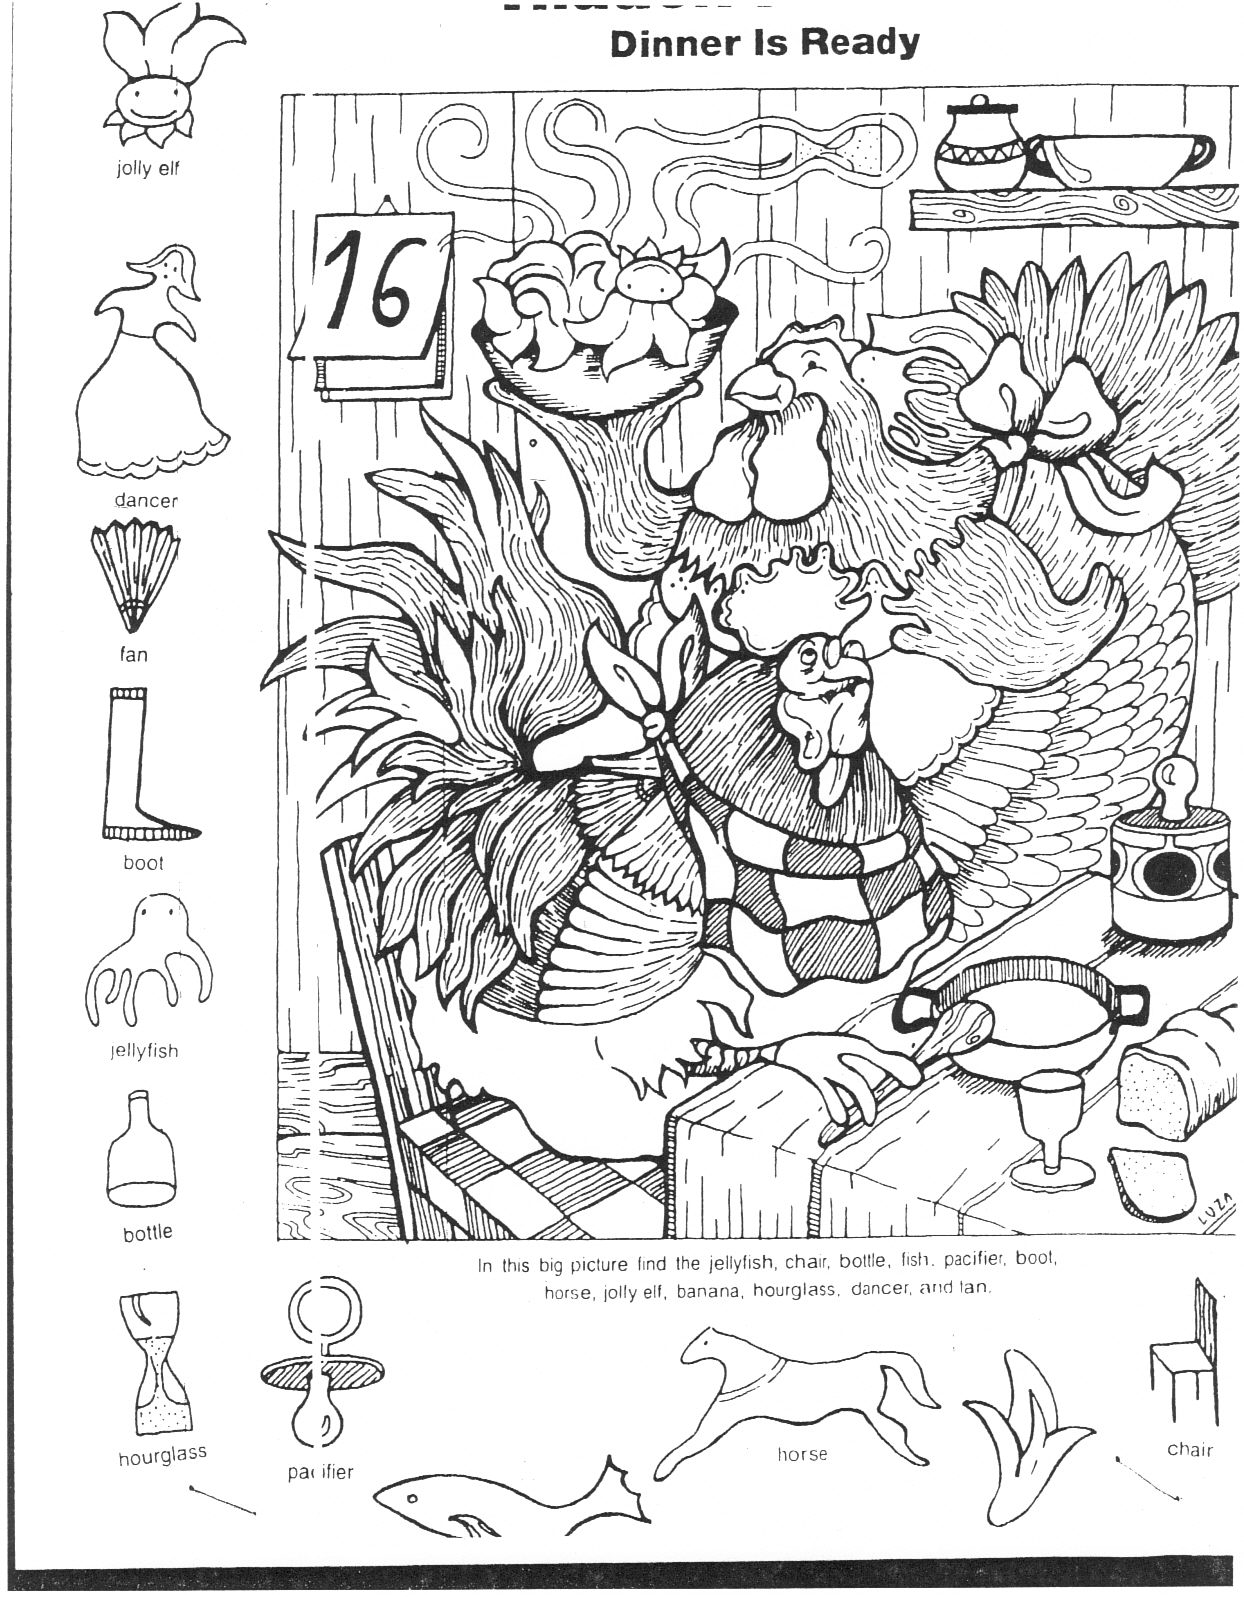 Dinner Is Ready
jolly elf
16
dancer
fan
boot
jellyfish
bottle
LUZA
In this big picture find the jellyfish, chair, bottle, fish, pacifier, boot,
horse, jolly elf, banana, hourglass, dancer, and fan.
hourglass
pacifier
horse
chair